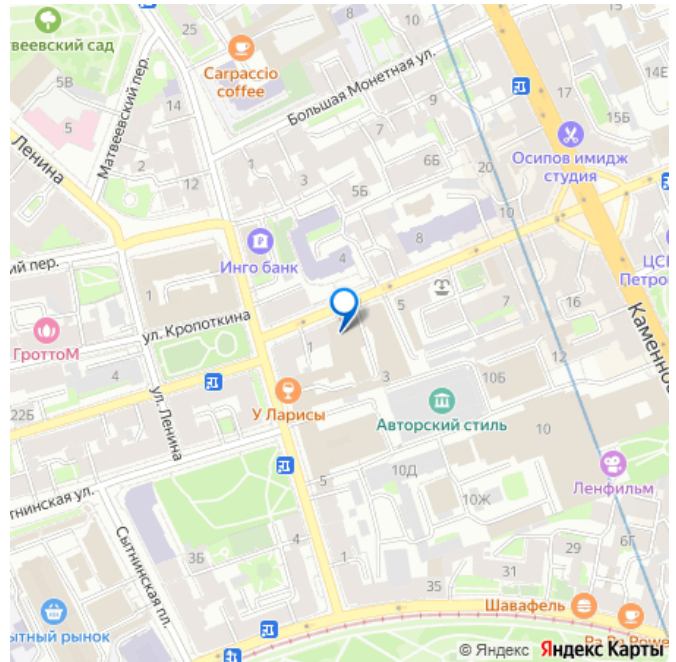 25
Матвеевский сад
Carpaccio
coffee
Большая Монетная ул.
17
14Е
5В
14
Матвеевский пер.
9
7
15Б
5
Осипов имидж
студия
Ленина
2
12
1
3
5Б
6Б
20
10
8
Инго банк
4
ий пер.
ЦСК
Петро
1
ул. Кропоткина
5
7
16
ГроттоМ
1
Каменно
4
3
12
10Б
У Ларисы
22Б
ул. Ленина
Авторский стиль
10
Ленфильм
тнинская ул.
5
10Д
10Ж
Сытнинская пл.
3Б
4
1
29
6Г
31
35
Шавафель
ытный рынок
© Яндекс Яндекс Карты